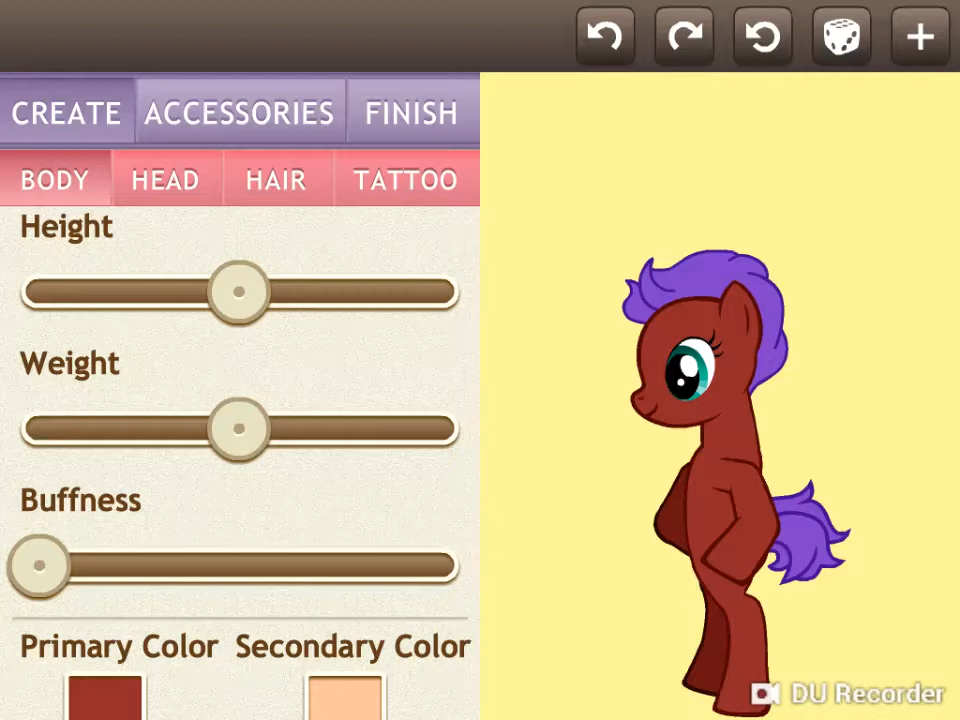 CREATE ACCESSORIES FINISH
BODY HEAD HAIR TATTOO
Height
Weight
Buffness
Primary Color Secondary Color
DU Recorder